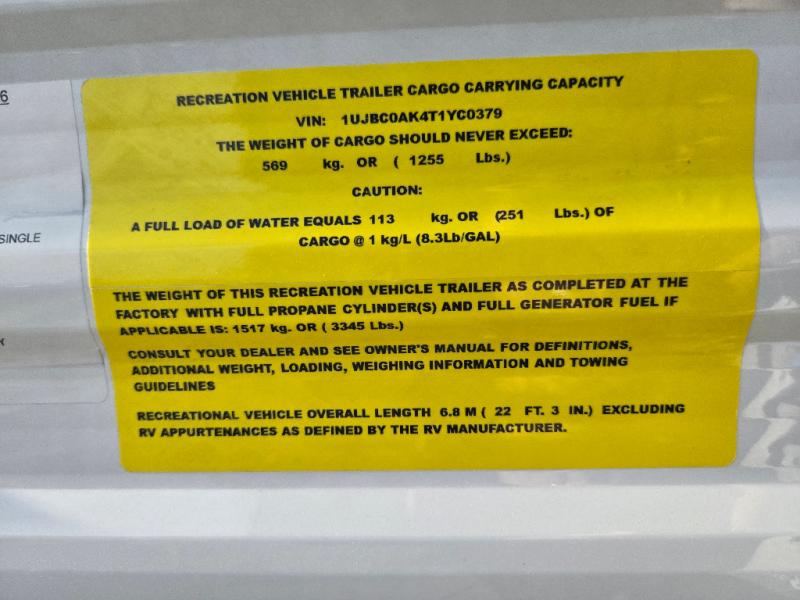 6
SINGLE
RECREATION VEHICLE TRAILER CARGO CARRYING CAPACITY
VIN: 1UJBC0AK4T1YC0379
THE WEIGHT OF CARGO SHOULD NEVER EXCEED:
569 kg. OR ( 1255 Lbs.)
CAUTION:
A FULL LOAD OF WATER EQUALS 113 kg. OR (251 Lbs.) OF
CARGO @ 1 kg/L (8.3Lb/GAL)
THE WEIGHT OF THIS RECREATION VEHICLE TRAILER AS COMPLETED AT THE
FACTORY WITH FULL PROPANE CYLINDER(S) AND FULL GENERATOR FUEL IF
APPLICABLE IS: 1517 kg. OR ( 3345 Lbs.)
CONSULT YOUR DEALER AND SEE OWNER'S MANUAL FOR DEFINITIONS,
ADDITIONAL WEIGHT, LOADING, WEIGHING INFORMATION AND TOWING
GUIDELINES
RECREATIONAL VEHICLE OVERALL LENGTH 6.8 M ( 22 FT. 3 IN.) EXCLUDING
RV APPURTENANCES AS DEFINED BY THE RV MANUFACTURER.